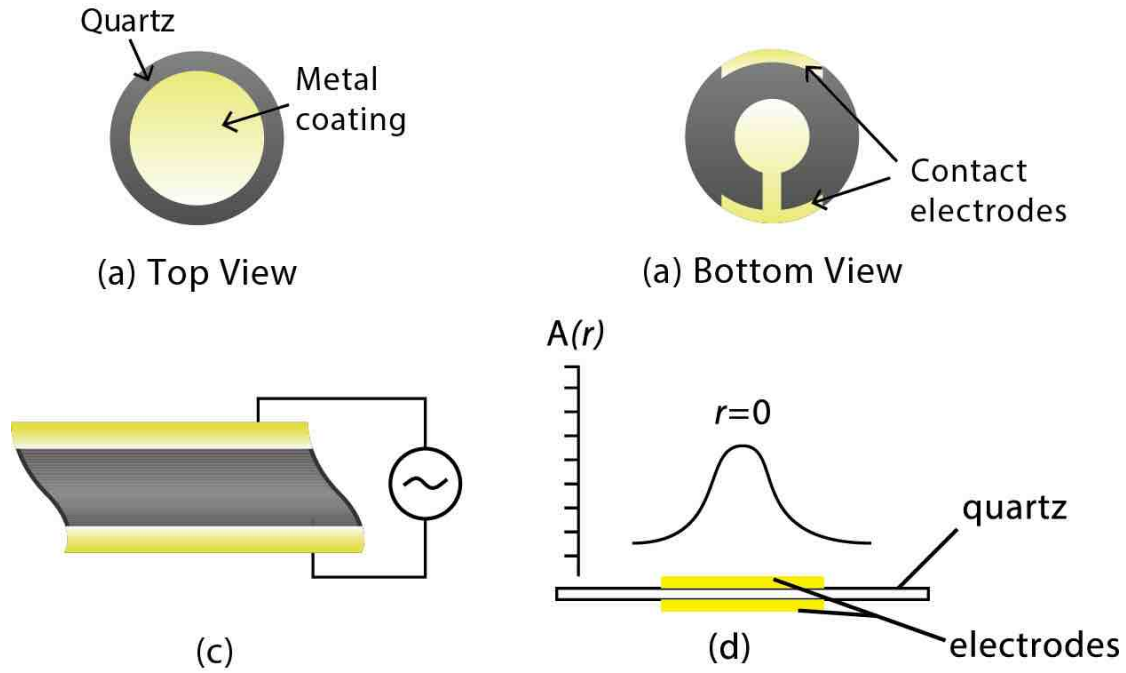 Quartz
Metal
coating
(a) Top View
Contact
electrodes
(a) Bottom View
A(r)
r=0
quartz
electrodes
(c)
(d)